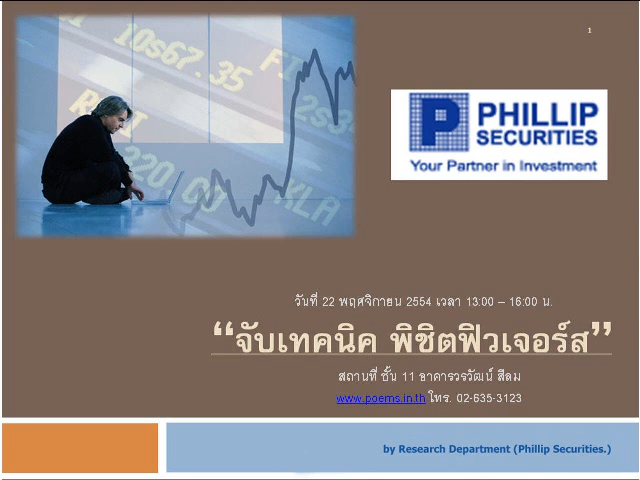 1
10s67.35
PHILLIP
SECURITIES
Your Partner in Investment
KLA
วันที่ 22 พฤศจิกายน 2554 เวลา 13:00 – 16:00 น.
“จับเทคนิค พิชิตฟิวเจอร์ส”
สถานที่ ชั้น 11 อาคารวรวัฒน์ สีลม
www.poems.in.th โทร. 02-635-3123
by Research Department (Phillip Securities.)